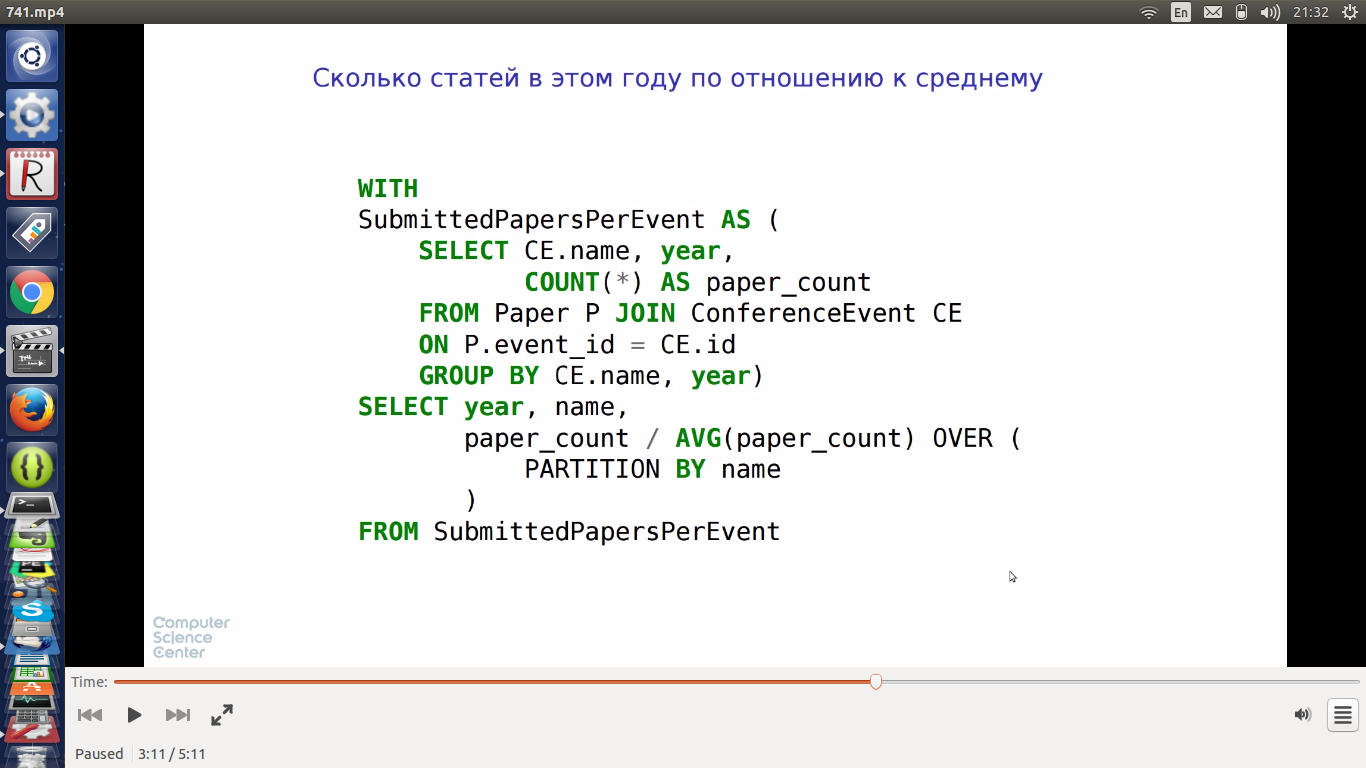 741.mp4
En
21:32
Сколько статей в этом году по отношению к среднему
WITH
SubmittedPapersPerEvent AS (
SELECT CE.name, year,
COUNT(*) AS paper_count
FROM Paper P JOIN ConferenceEvent CE
ON P.event_id = CE.id
GROUP BY CE.name, year)
SELECT year, name,
paper_count / AVG(paper_count) OVER (
PARTITION BY name
)
FROM SubmittedPapersPerEvent
Computer
Science
Center
Time:
Paused 3:11 / 5:11